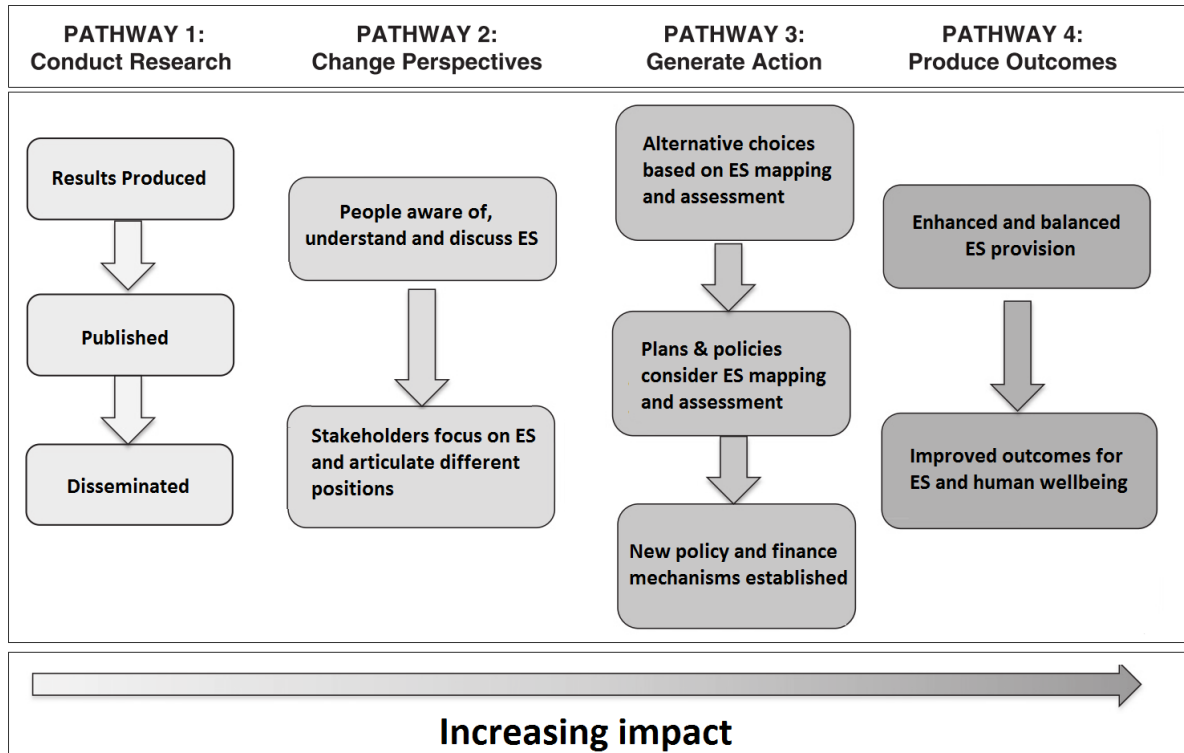 PATHWAY 1:
Conduct Research
PATHWAY 2:
Change Perspectives
PATHWAY 3:
Generate Action
PATHWAY 4:
Produce Outcomes
Results Produced
Published
Disseminated
People aware of,
understand and discuss ES
Stakeholders focus on ES
and articulate different
positions
Alternative choices
based on ES mapping
and assessment
Plans & policies
consider ES mapping
and assessment
New policy and finance
mechanisms established
Enhanced and balanced
ES provision
Improved outcomes for
ES and human wellbeing
Increasing impact